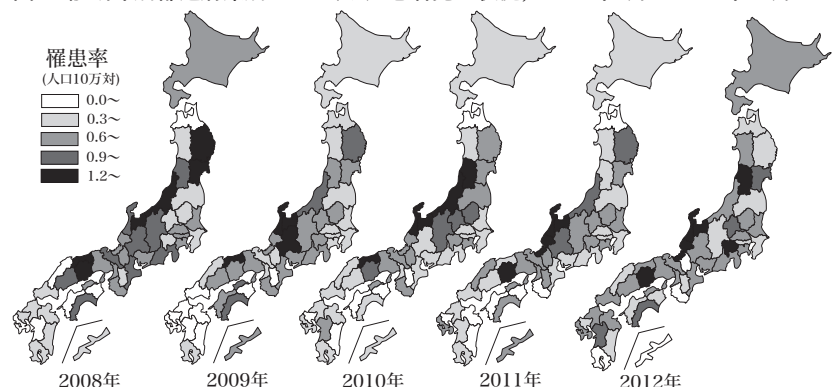 罹患率
(人口10万対)
0.0～
0.3～
0.6～
0.9～
1.2～
2008年
2009年
2010年
2011年
2012年